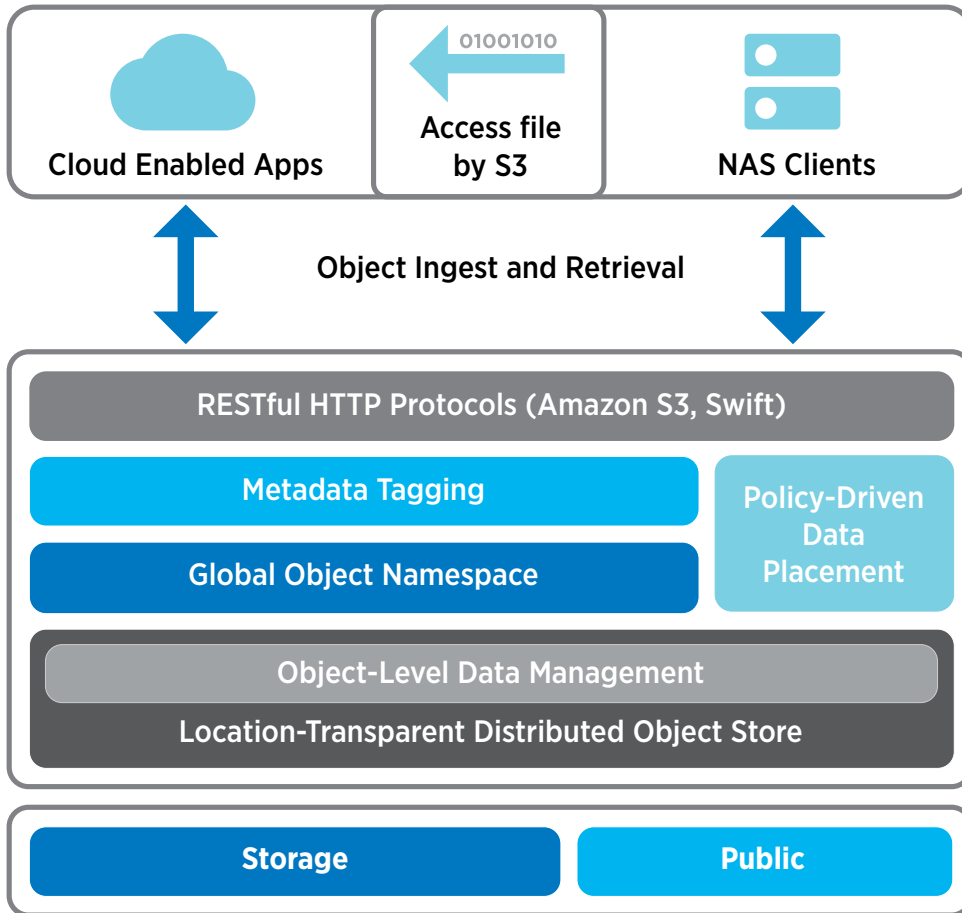 01001010
Access file
by S3
Cloud Enabled Apps
NAS Clients
Object Ingest and Retrieval
RESTful HTTP Protocols (Amazon S3, Swift)
Metadata Tagging
Policy-Driven
Data
Placement
Global Object Namespace
Object-Level Data Management
Location-Transparent Distributed Object Store
Storage
Public